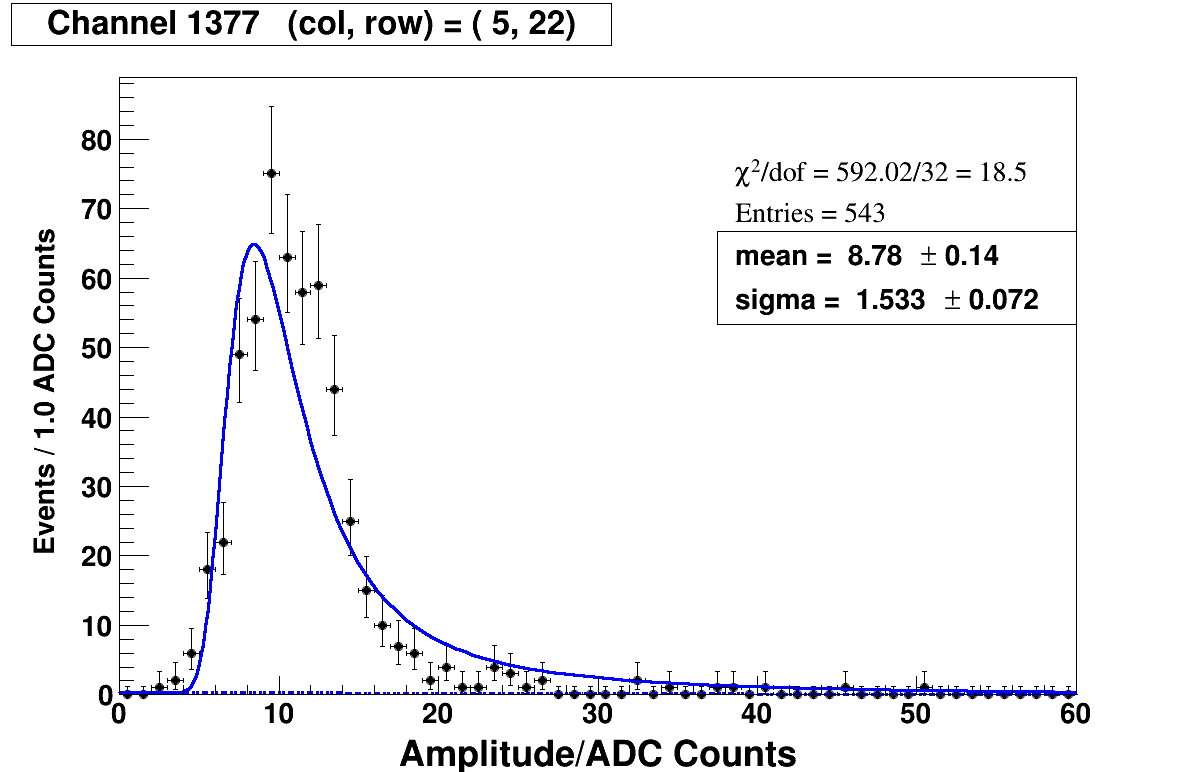 Channel 1377 (col, row) = ( 5, 22)
χ²/dof = 592.02/32 = 18.5
Entries = 543
mean = 8.78 ± 0.14
sigma = 1.533 ± 0.072
Events / 1.0 ADC Counts
80
70
60
50
40
30
20
10
0
0 10 20 30 40 50 60
Amplitude/ADC Counts